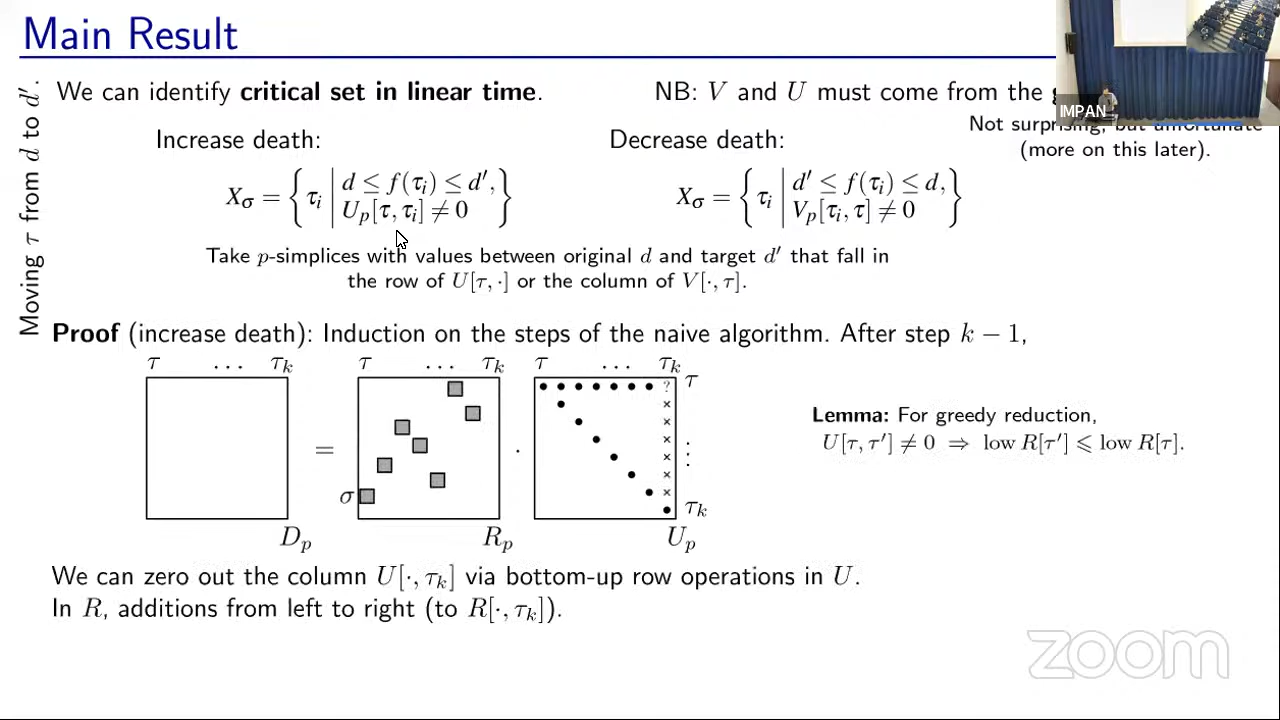 Main Result
We can identify critical set in linear time.
NB: V and U must come from the g
Not surprising, but unfortunate
(more on this later).
IMPAN
Moving τ from d to d′.
Increase death:
Decrease death:
X_σ = { τ_i | d ≤ f(τ_i) ≤ d′, U_p[τ, τ_i] ≠ 0 }
X_σ = { τ_i | d′ ≤ f(τ_i) ≤ d, V_p[τ_i, τ] ≠ 0 }
Take p-simplices with values between original d and target d′ that fall in
the row of U[τ, ·] or the column of V[·, τ].
Proof (increase death): Induction on the steps of the naive algorithm. After step k − 1,
τ … τ_k τ … τ_k τ … τ_k
? τ
= · ⋮
σ τ_k
D_p R_p U_p
Lemma: For greedy reduction,
U[τ, τ′] ≠ 0 ⇒ low R[τ′] ⩽ low R[τ].
We can zero out the column U[·, τ_k] via bottom-up row operations in U.
In R, additions from left to right (to R[·, τ_k]).
zoom